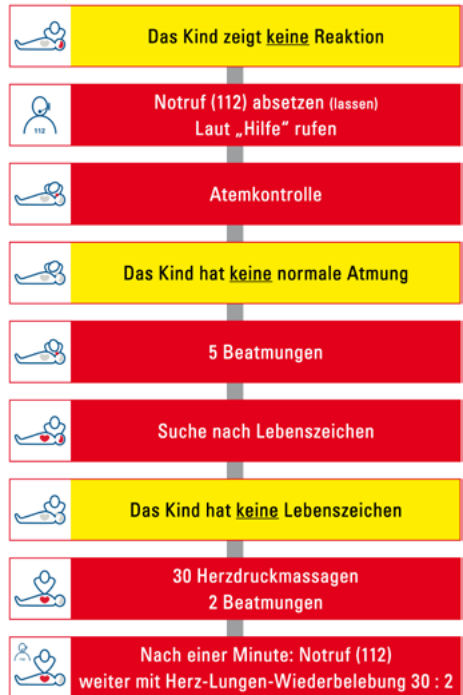 Das Kind zeigt keine Reaktion
112
Notruf (112) absetzen (lassen)
Laut „Hilfe“ rufen
Atemkontrolle
Das Kind hat keine normale Atmung
5 Beatmungen
Suche nach Lebenszeichen
Das Kind hat keine Lebenszeichen
30 Herzdruckmassagen
2 Beatmungen
Nach einer Minute: Notruf (112)
weiter mit Herz-Lungen-Wiederbelebung 30 : 2